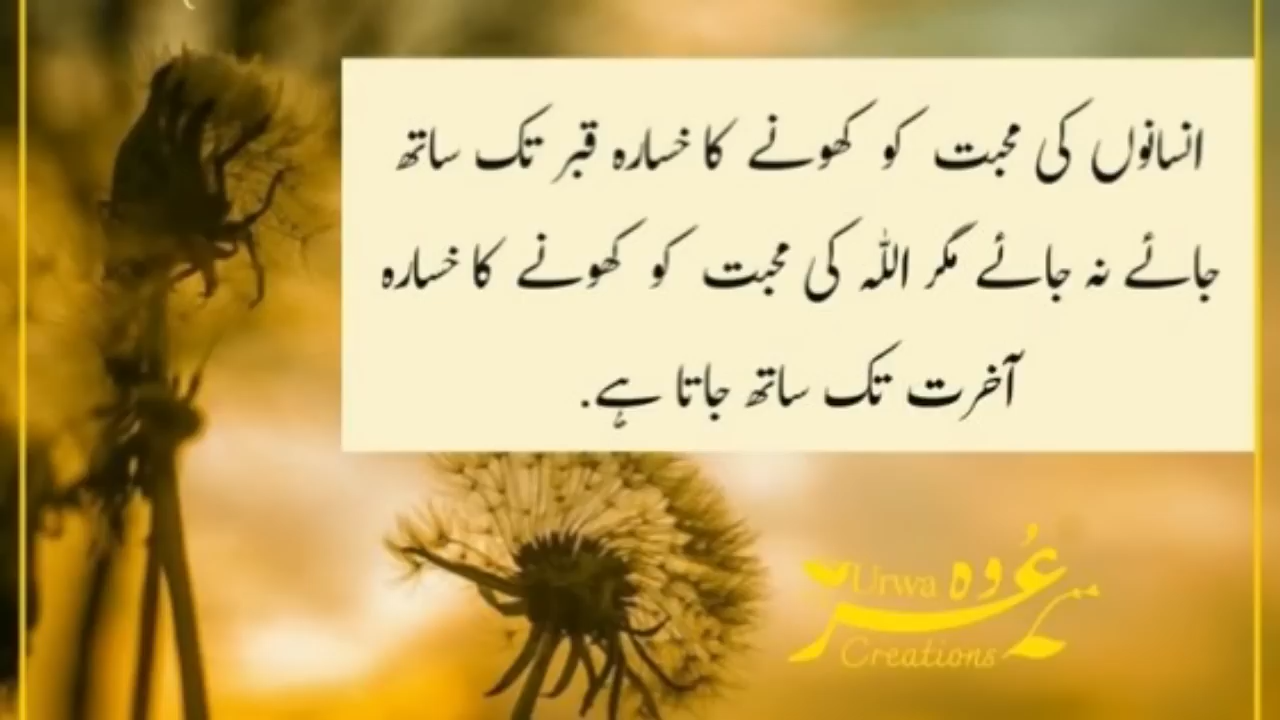 انسانوں کی محبت کو کھونے کا خسارہ قبر تک ساتھ
جائے نہ جائے مگر اللہ کی محبت کو کھونے کا خسارہ
آخرت تک ساتھ جاتا ہے.
عُروہ Urwa
Creations